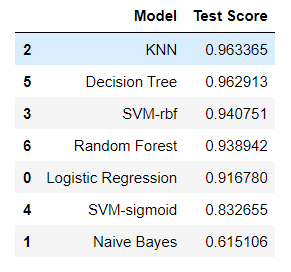 Model Test Score
2 KNN 0.963365
5 Decision Tree 0.962913
3 SVM-rbf 0.940751
6 Random Forest 0.938942
0 Logistic Regression 0.916780
4 SVM-sigmoid 0.832655
1 Naive Bayes 0.615106